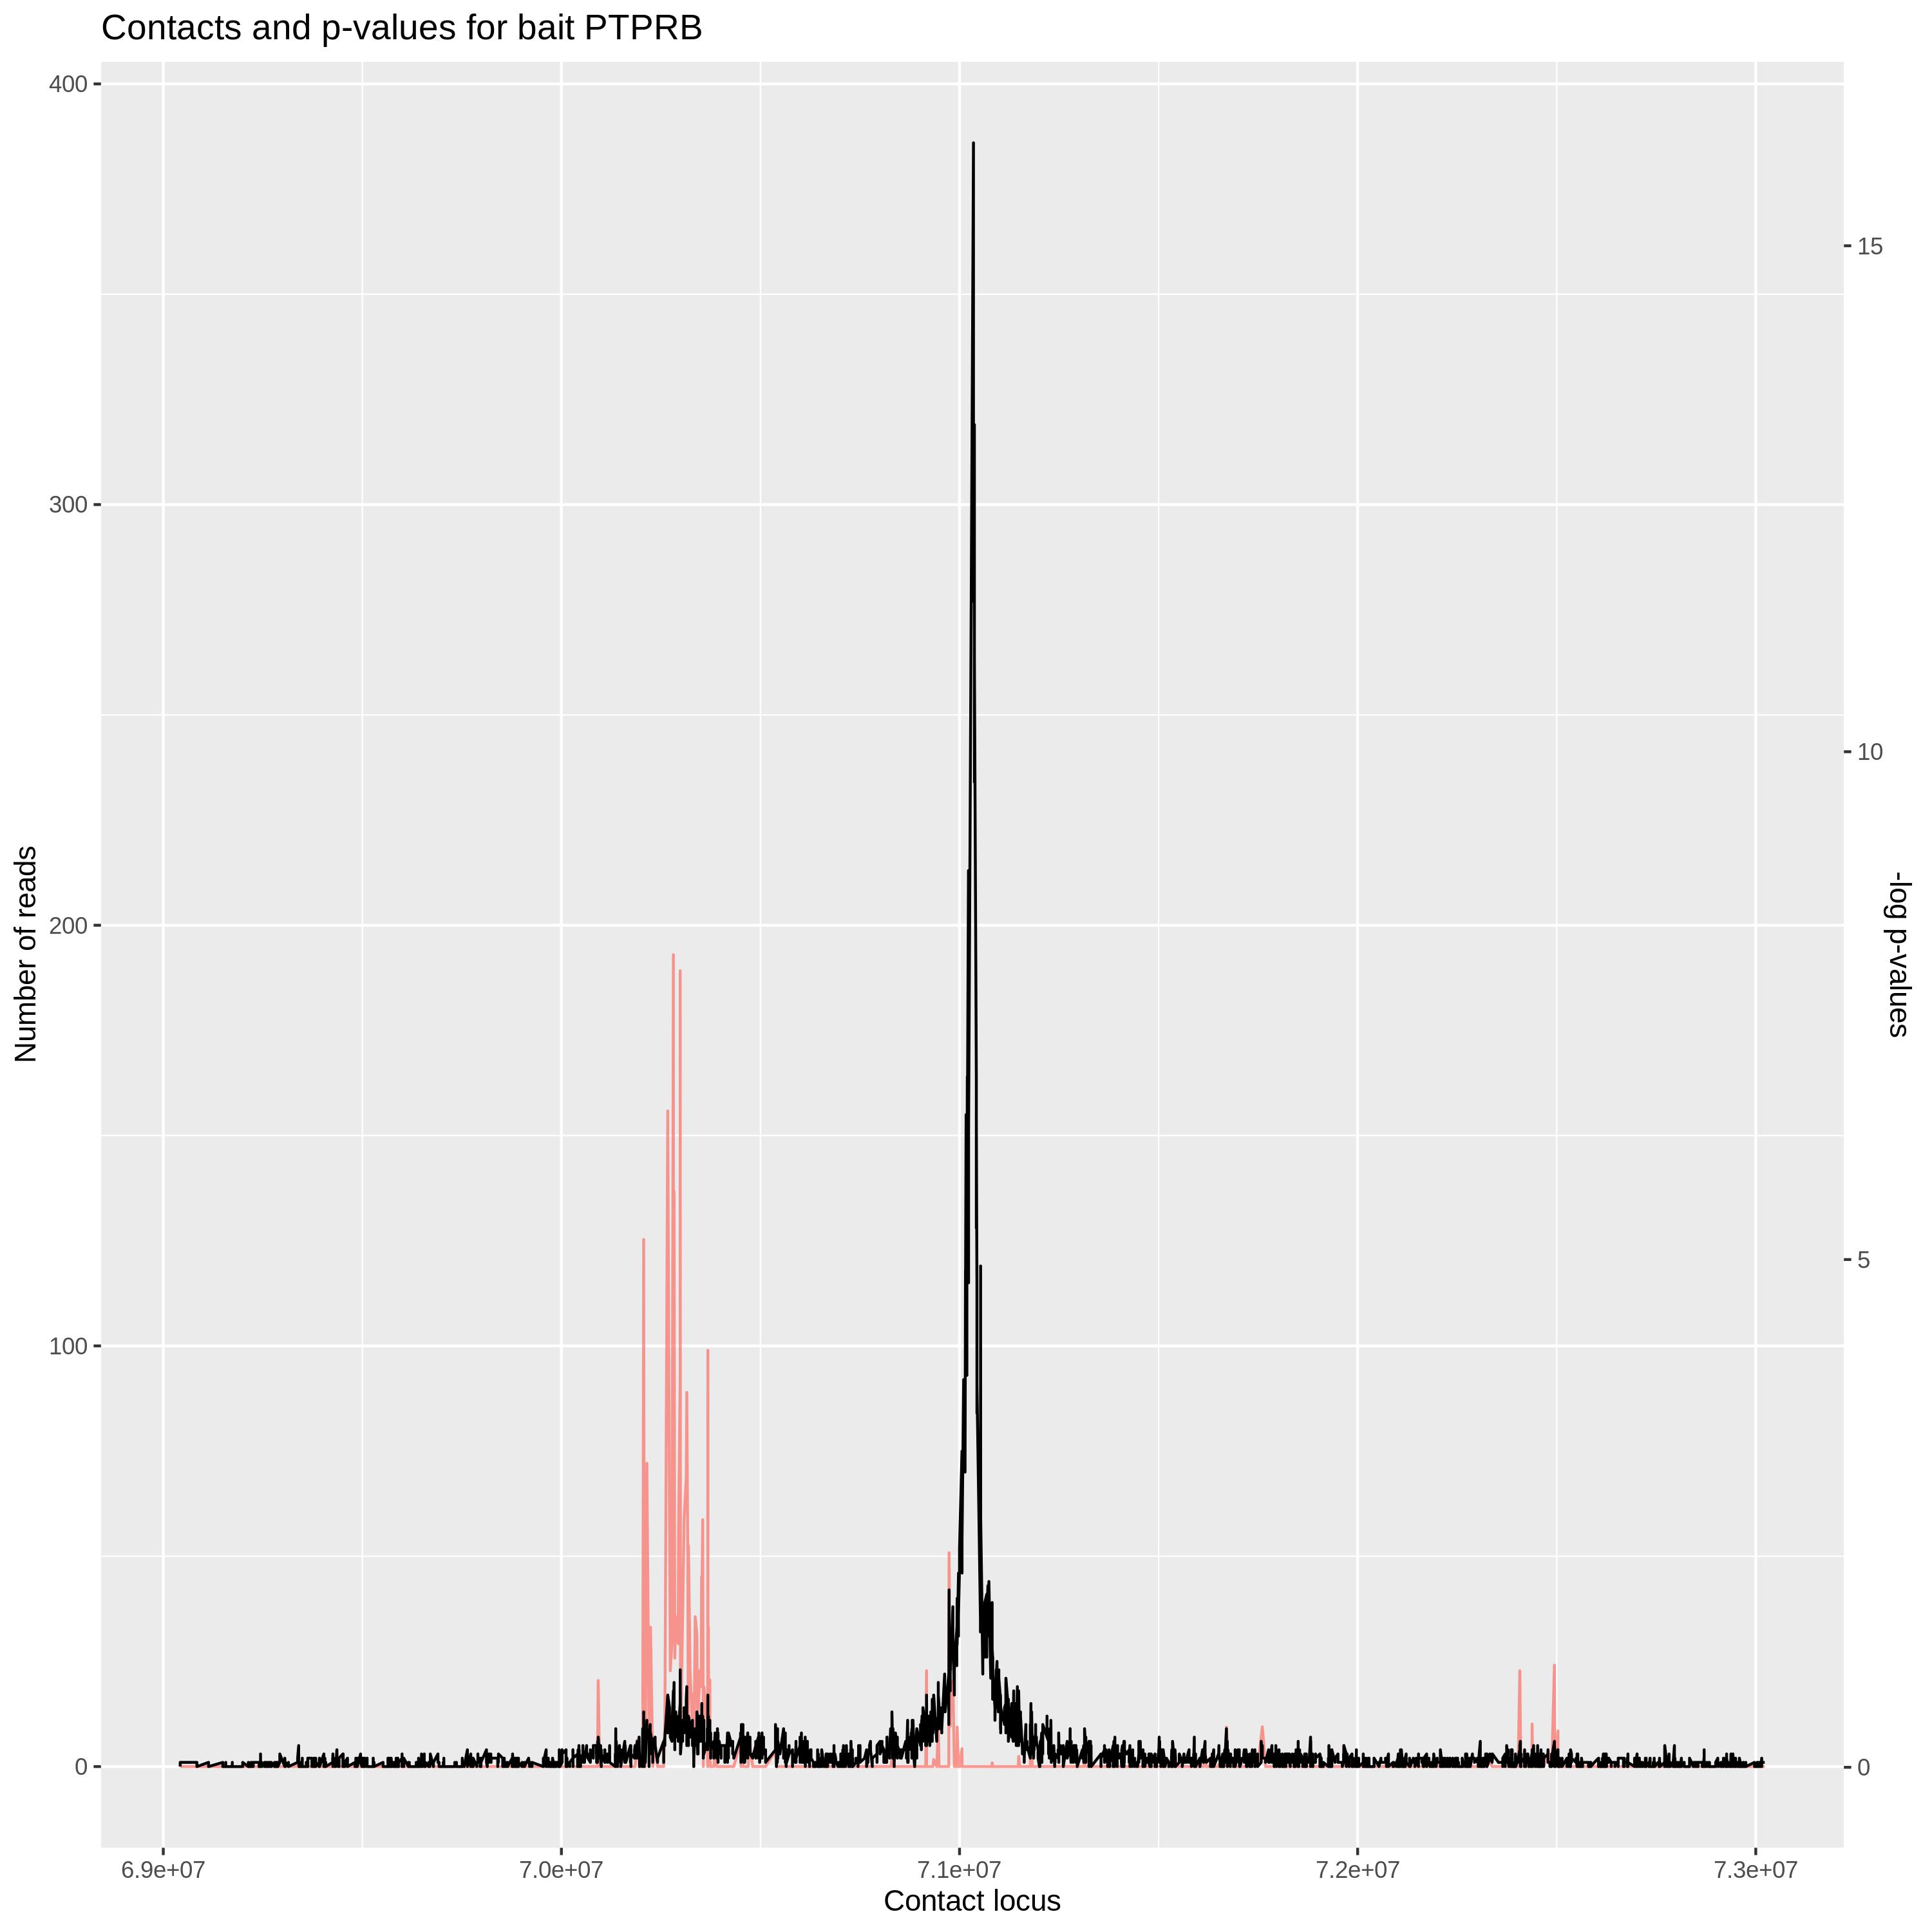 Contacts and p-values for bait PTPRB
400
300
200
100
0
Number of reads
15
10
5
0
-log p-values
6.9e+07 7.0e+07 7.1e+07 7.2e+07 7.3e+07
Contact locus